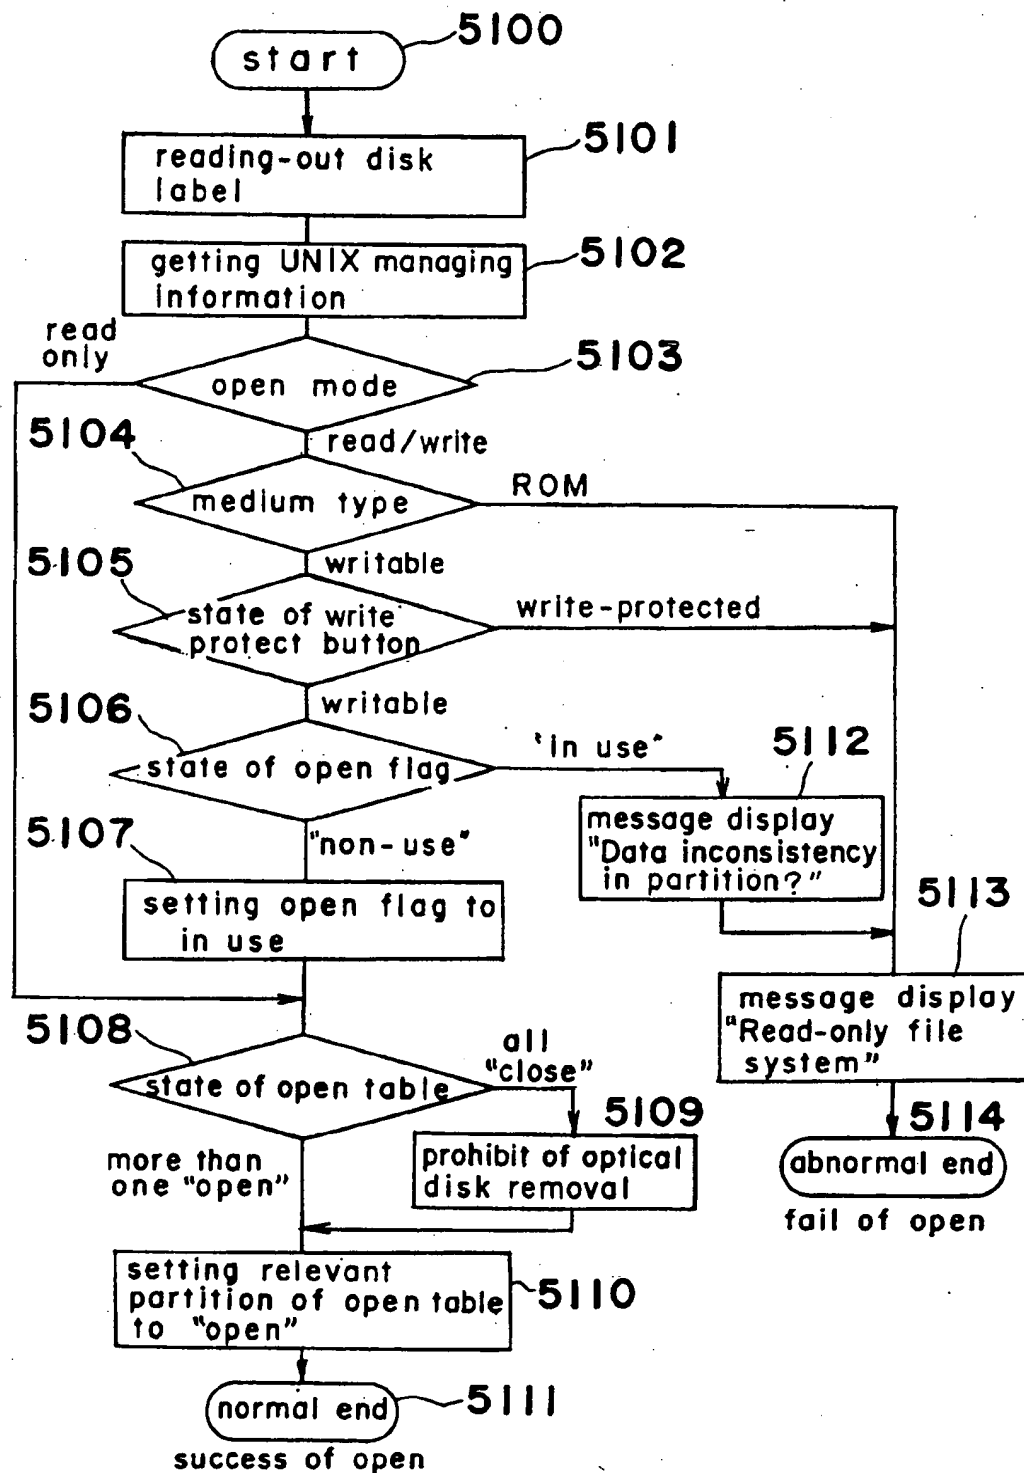 5100
start
5101
reading-out disk
label
5102
getting UNIX managing
information
read
only
5103
open mode
5104
read/write
medium type
ROM
5105
writable
state of write
protect button
write-protected
5106
writable
state of open flag
"in use"
5112
message display
"Data inconsistency
in partition?"
5107
"non-use"
setting open flag to
in use
5113
message display
"Read-only file
system"
5108
state of open table
all
"close"
5109
prohibit of optical
disk removal
5114
abnormal end
fail of open
more than
one "open"
setting relevant
partition of open table
to "open"
5110
normal end
5111
success of open